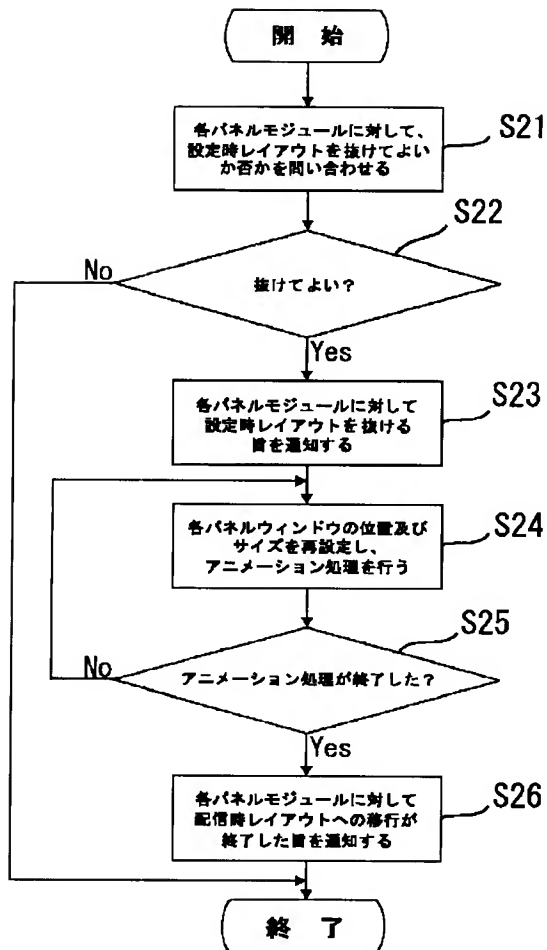 開 始
各パネルモジュールに対して、
設定時レイアウトを抜けてよい
か否かを問い合わせる
S21
S22
抜けてよい？
No
Yes
各パネルモジュールに対して
設定時レイアウトを抜ける
旨を通知する
S23
各パネルウィンドウの位置及び
サイズを再設定し、
アニメーション処理を行う
S24
S25
アニメーション処理が終了した？
No
Yes
各パネルモジュールに対して
配信時レイアウトへの移行が
終了した旨を通知する
S26
終 了